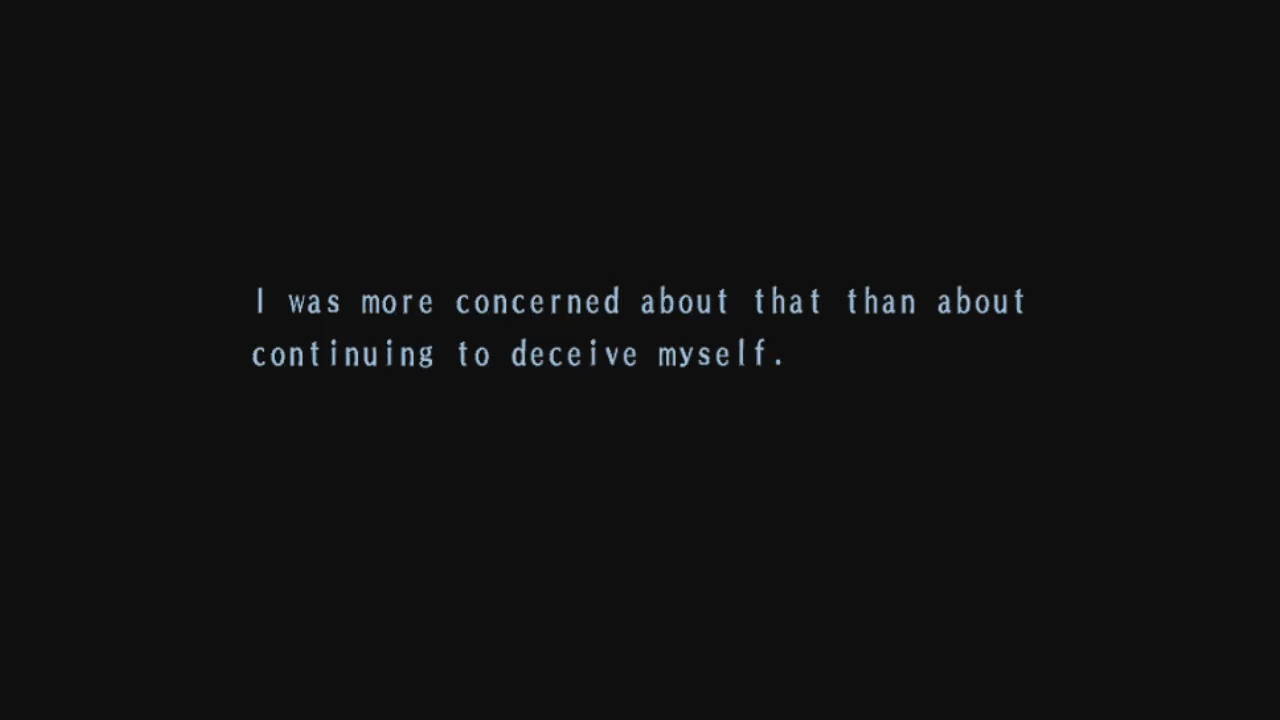 I was more concerned about that than about
continuing to deceive myself.